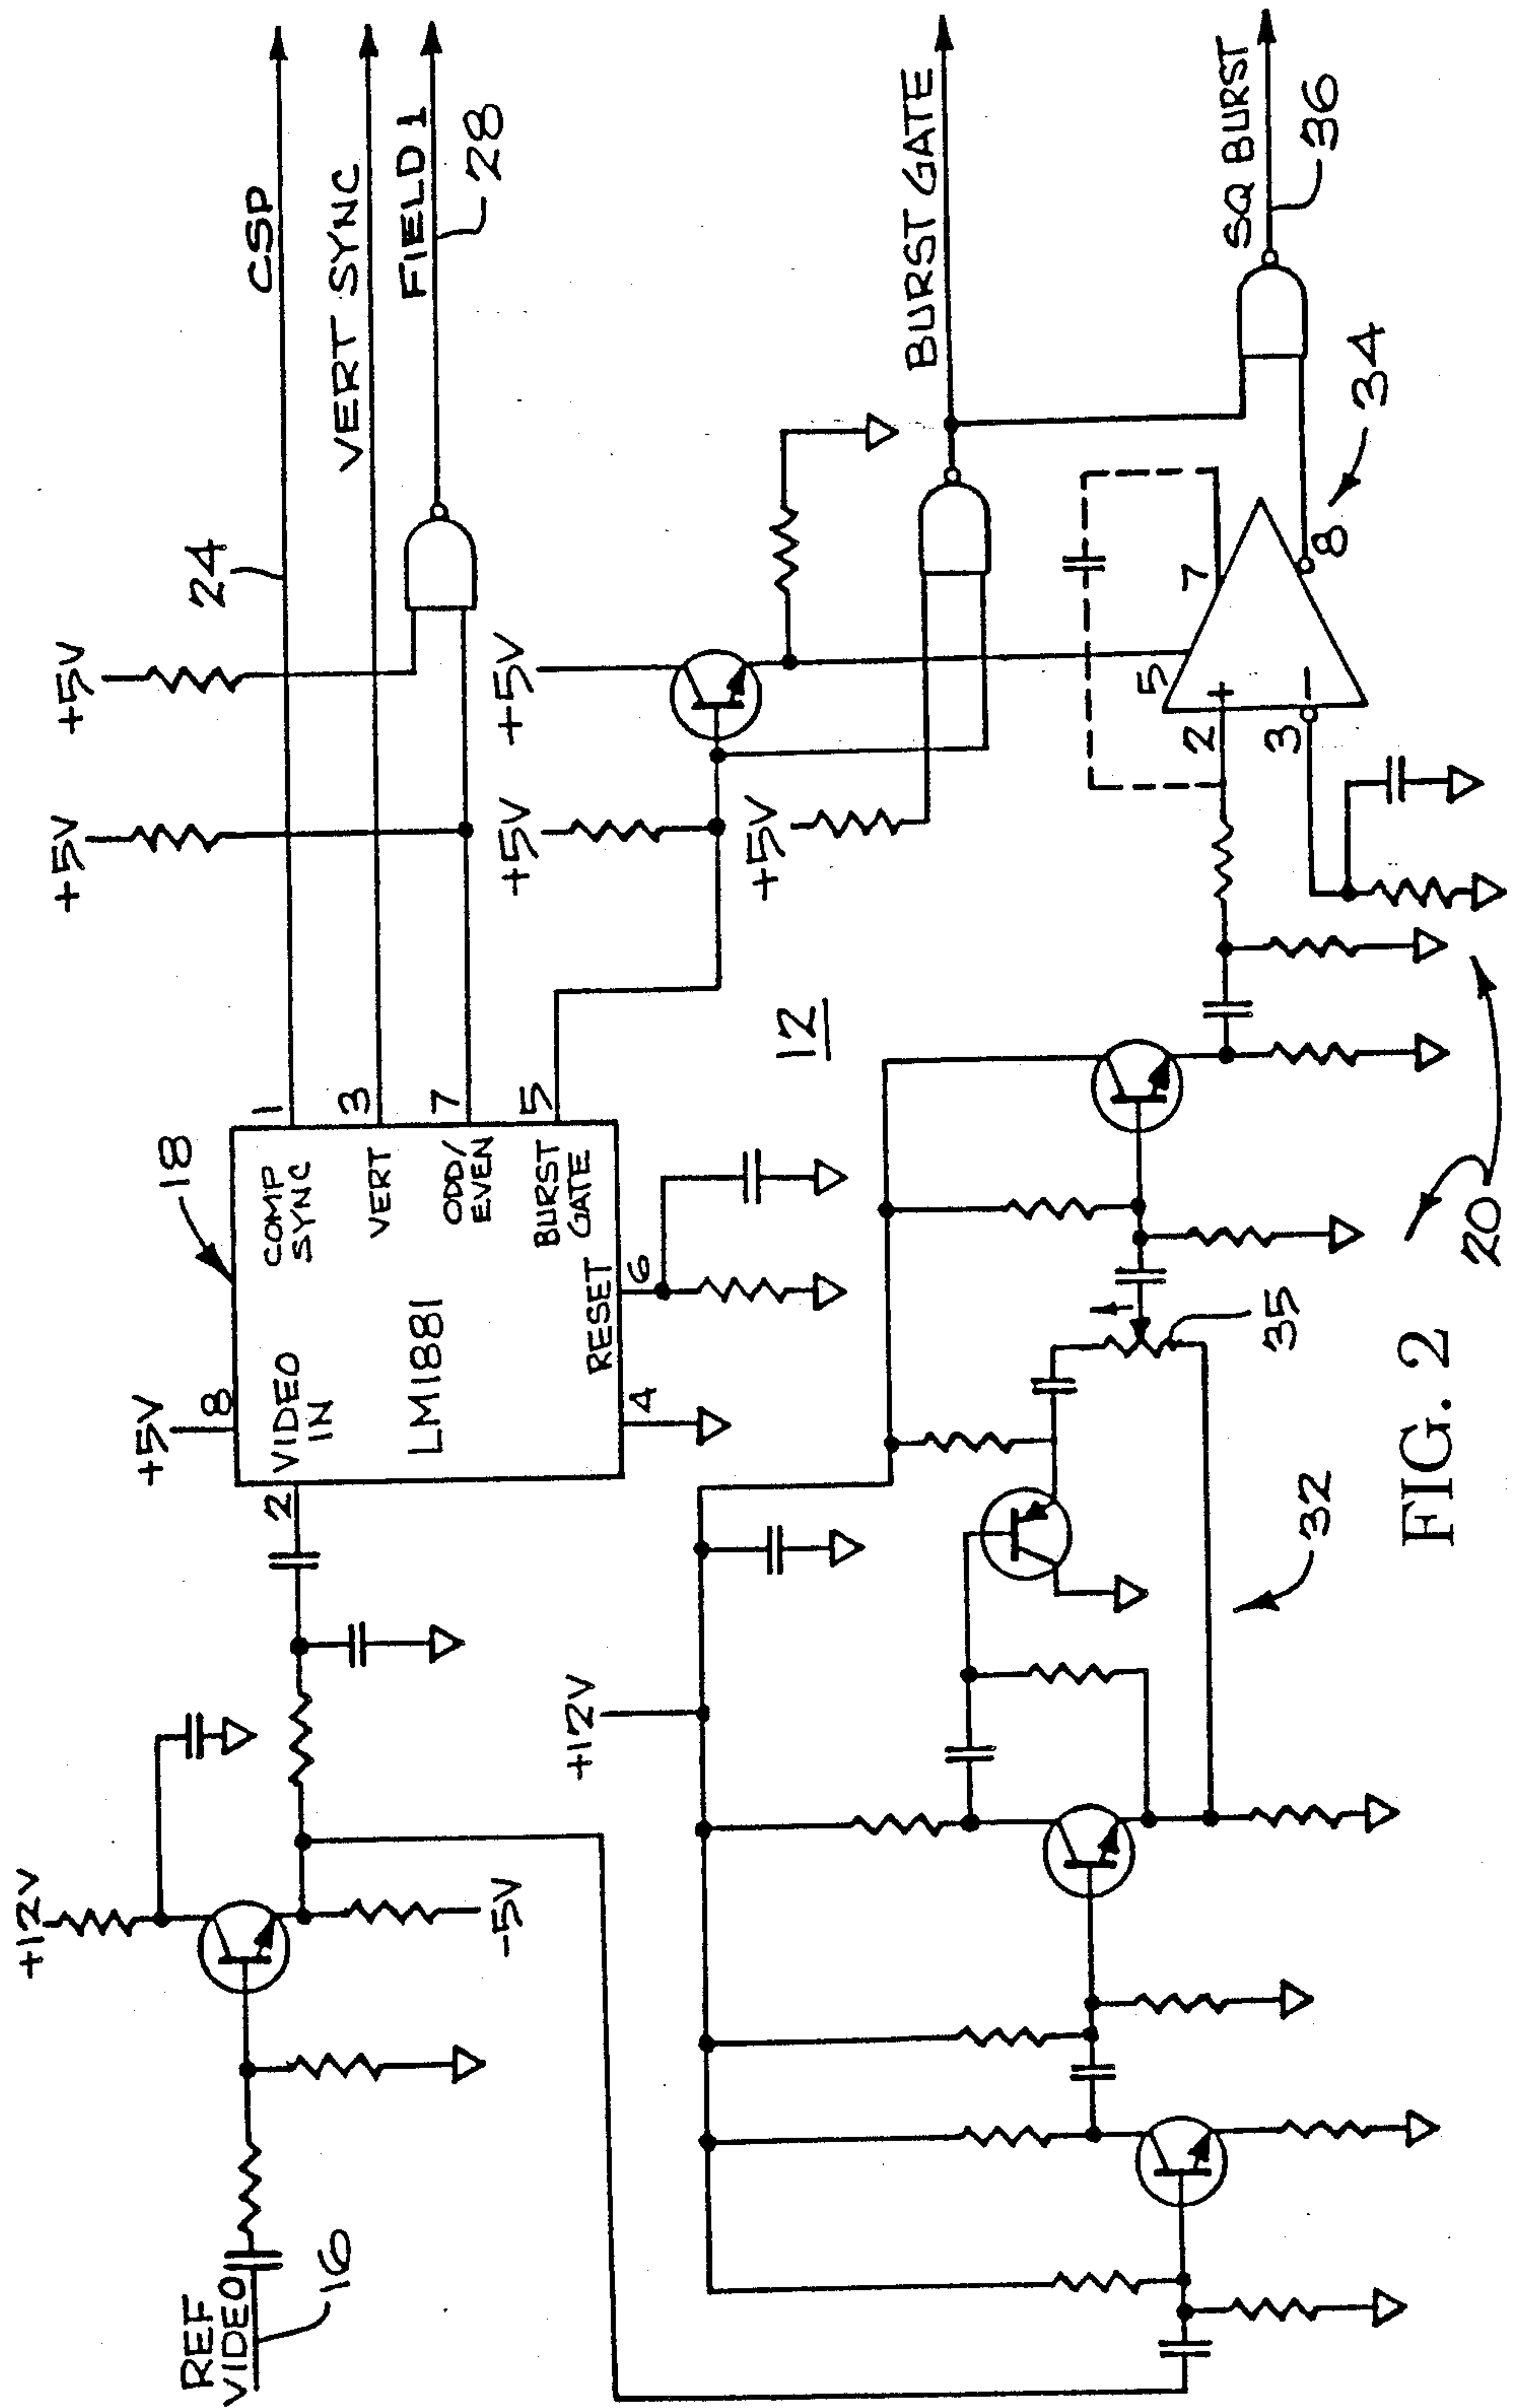 REF
VIDEO
16
+12V
-5V
+5V
8
2
VIDEO
IN
LM1881
18
COMP
SYNC
VERT
ODD/
EVEN
BURST
GATE
RESET
1
3
7
5
6
4
+5V
+5V
24
CSP
VERT SYNC
FIELD 1
28
+5V
+5V
+5V
BURST GATE
12
+12V
32
35
20
2
+
3
−
5
7
8
34
SQ BURST
36
FIG. 2